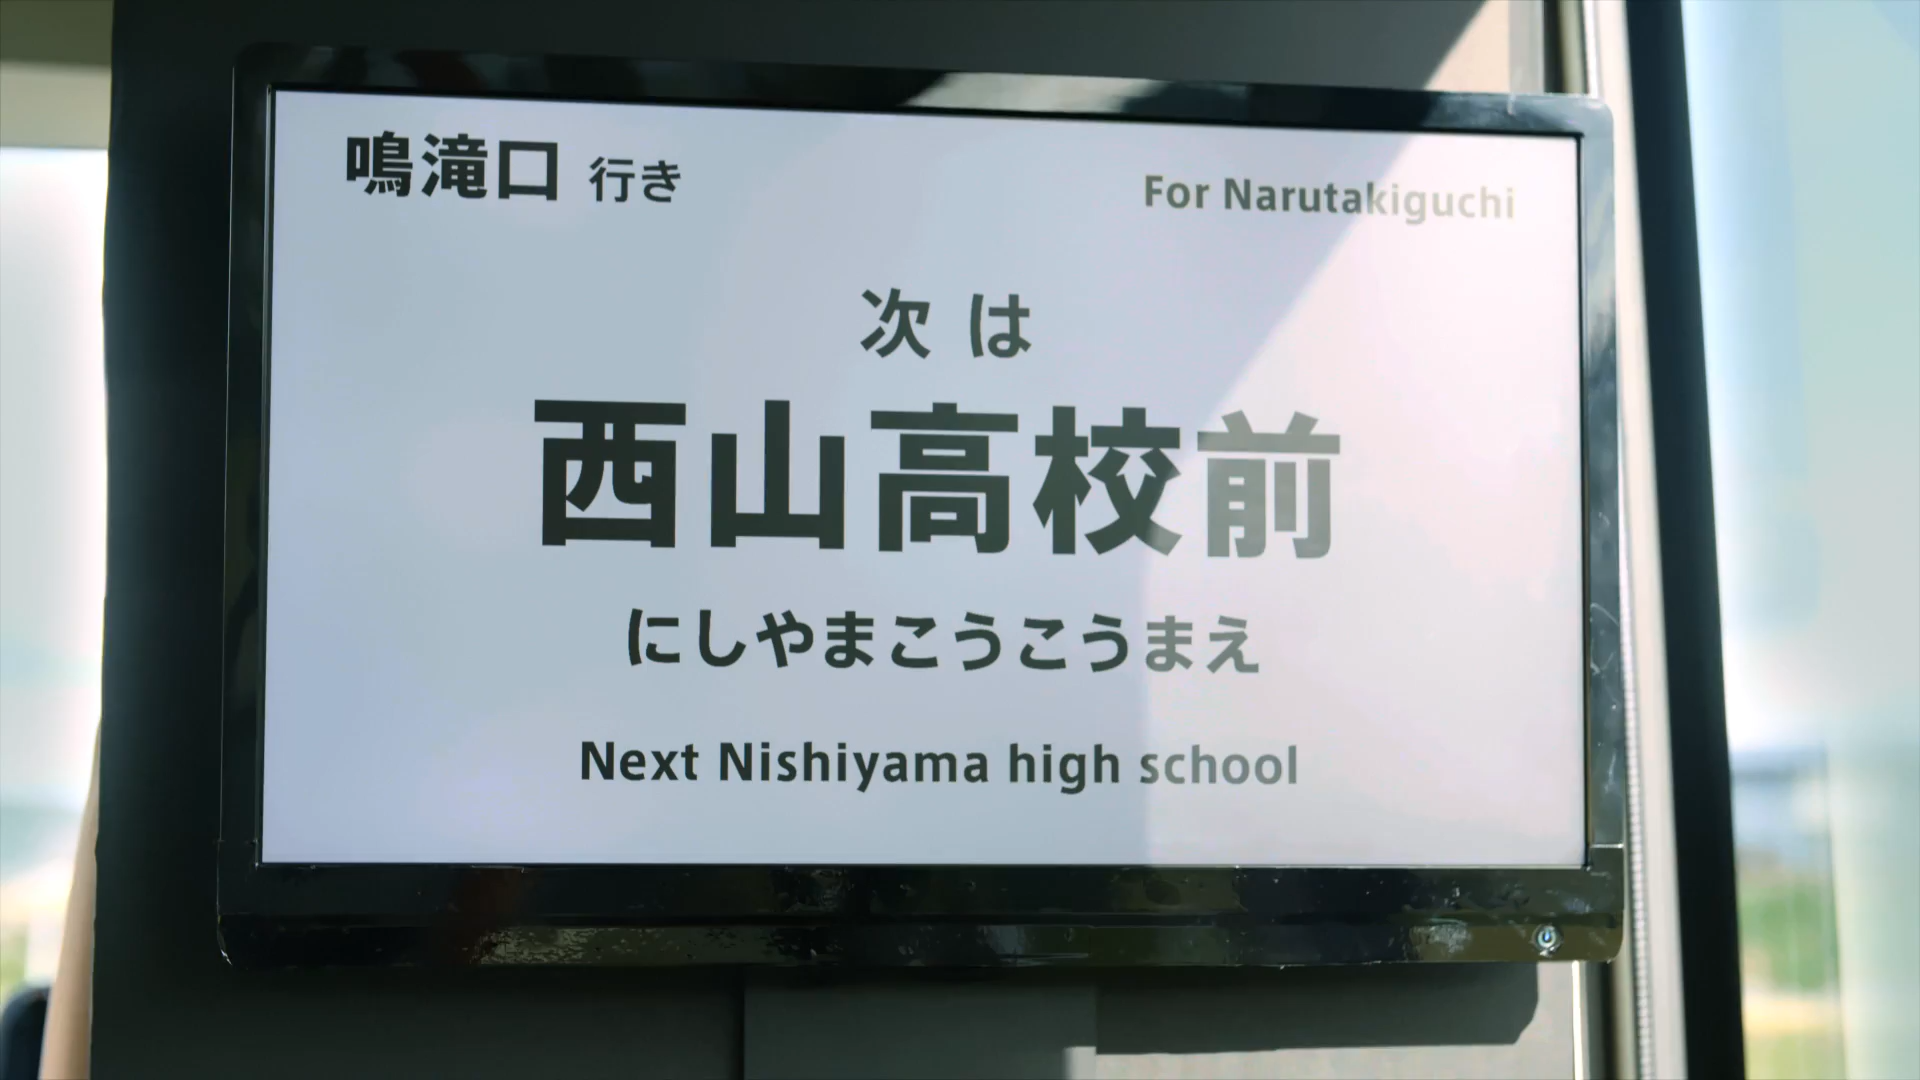 鳴滝口 行き
For Narutakiguchi
次は
西山高校前
にしやまこうこうまえ
Next Nishiyama high school